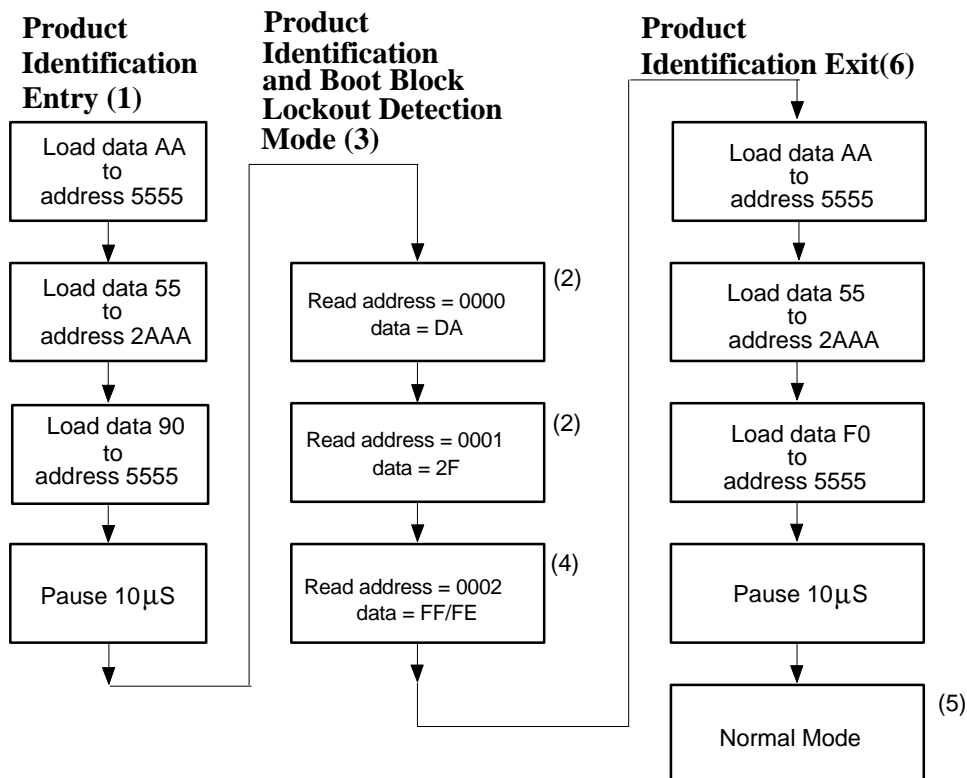 Product
Identification
Entry (1)
Load data AA
to
address 5555
Load data 55
to
address 2AAA
Load data 90
to
address 5555
Pause 10μS
Product
Identification
and Boot Block
Lockout Detection
Mode (3)
Read address = 0000
data = DA
(2)
Read address = 0001
data = 2F
(2)
Read address = 0002
data = FF/FE
(4)
Product
Identification Exit(6)
Load data AA
to
address 5555
Load data 55
to
address 2AAA
Load data F0
to
address 5555
Pause 10μS
Normal Mode
(5)